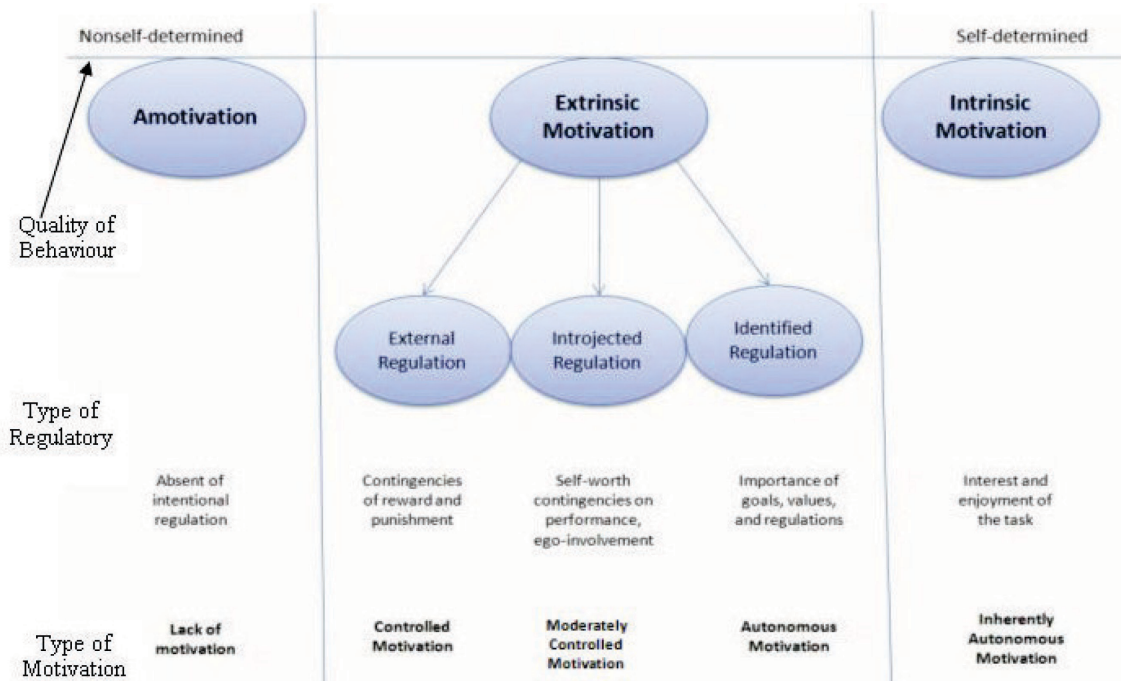 Nonself-determined
Self-determined
Amotivation
Extrinsic
Motivation
Intrinsic
Motivation
Quality of
Behaviour
External
Regulation
Introjected
Regulation
Identified
Regulation
Type of
Regulatory
Absent of
intentional
regulation
Contingencies
of reward and
punishment
Self-worth
contingencies on
performance,
ego-involvement
Importance of
goals, values,
and regulations
Interest and
enjoyment of
the task
Type of
Motivation
Lack of
motivation
Controlled
Motivation
Moderately
Controlled
Motivation
Autonomous
Motivation
Inherently
Autonomous
Motivation